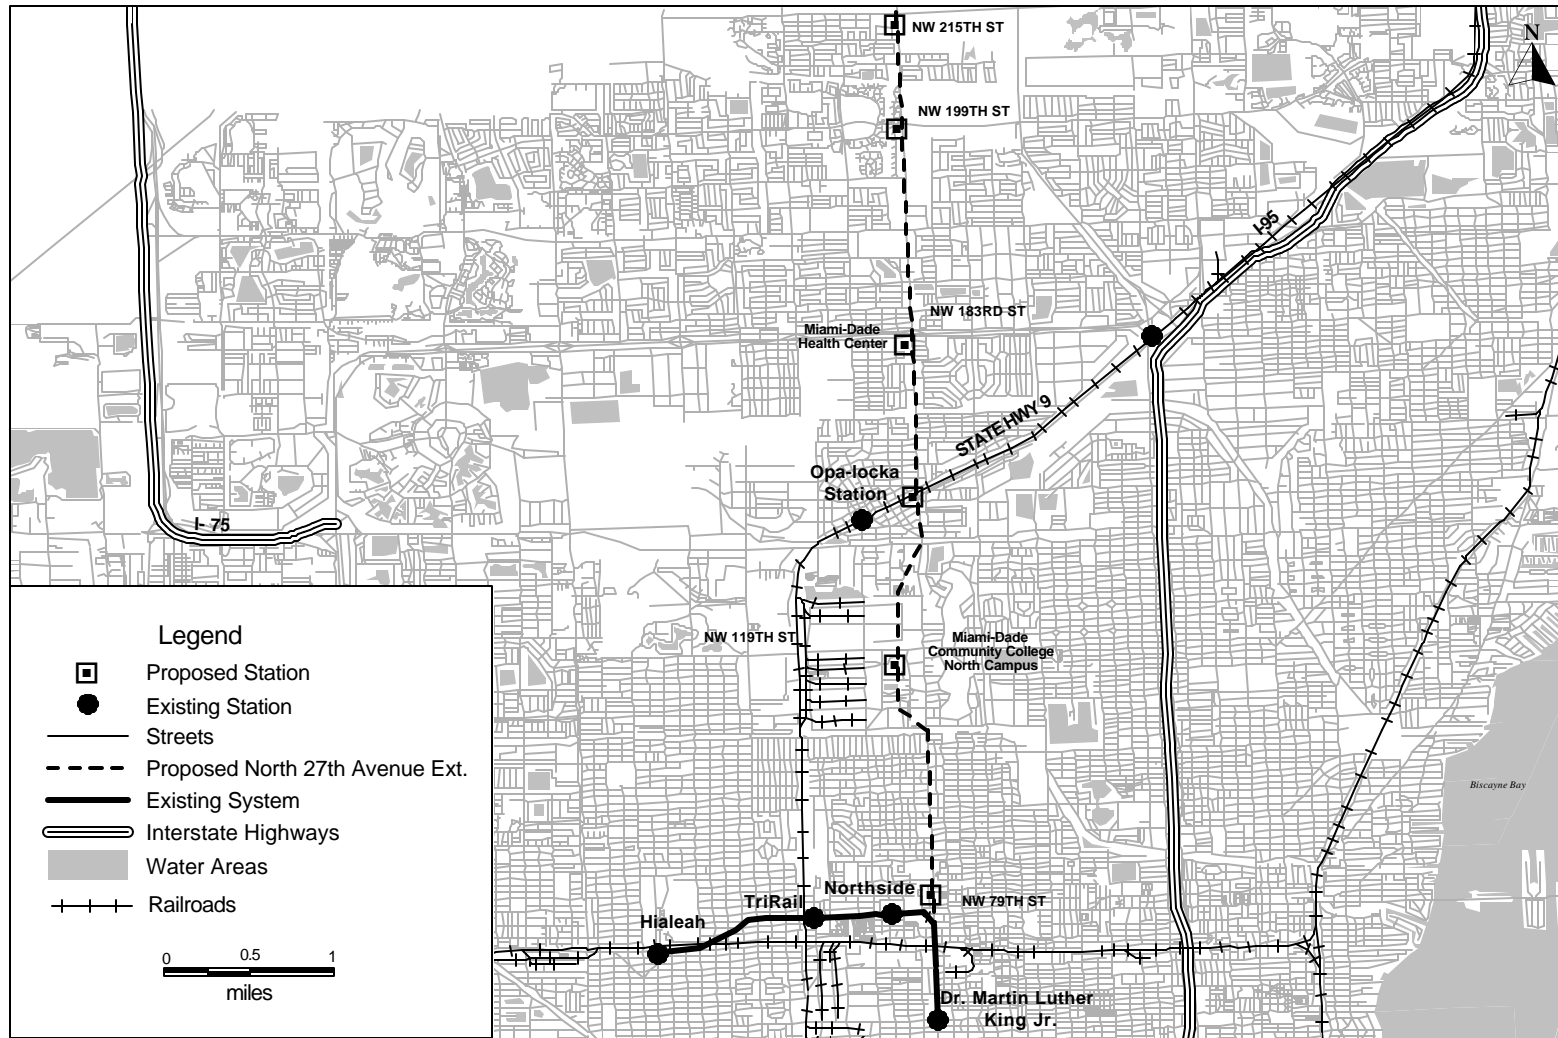 NW 215TH ST
N
NW 199TH ST
I-95
NW 183RD ST
Miami-Dade
Health Center
STATE HWY 9
Opa-locka
Station
I- 75
NW 119TH ST
Miami-Dade
Community College
North Campus
Biscayne Bay
Legend
Proposed Station
Existing Station
Streets
Proposed North 27th Avenue Ext.
Existing System
Interstate Highways
Water Areas
Railroads
0 0.5 1
miles
Hialeah
TriRail
Northside
NW 79TH ST
Dr. Martin Luther
King Jr.